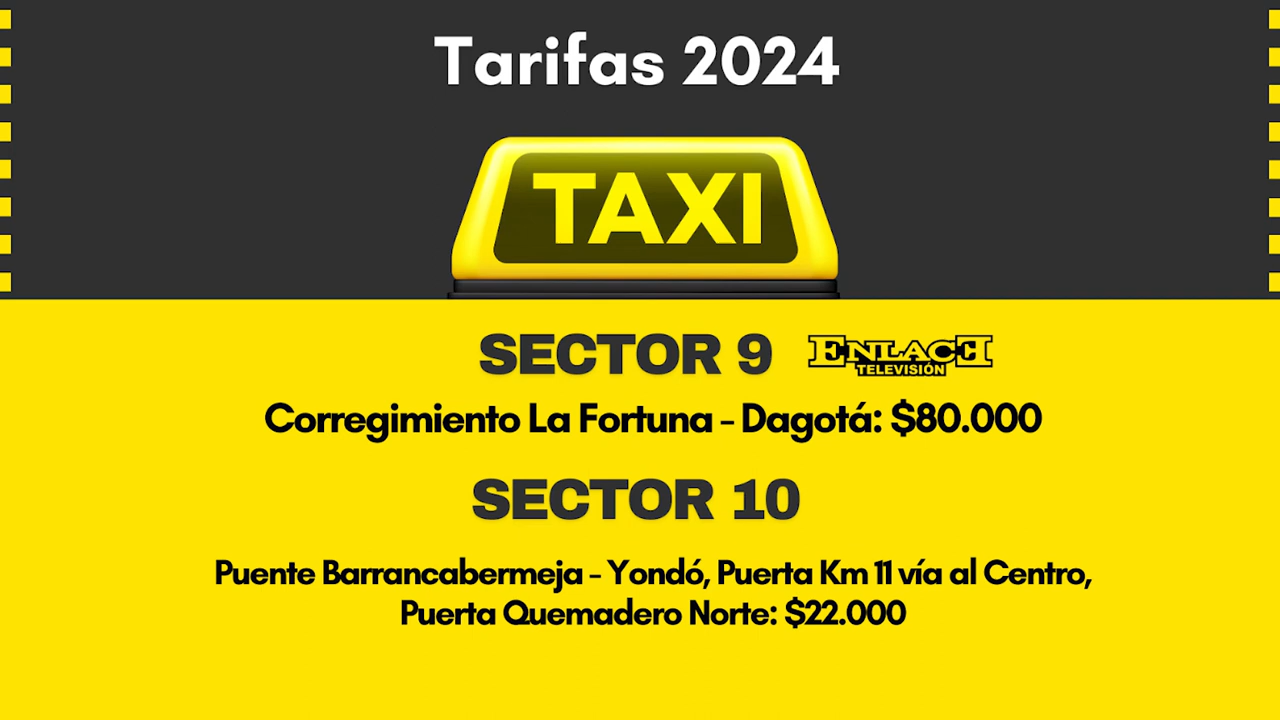 Tarifas 2024
TAXI
SECTOR 9
ENLACE
TELEVISIÓN
Corregimiento La Fortuna - Dagotá: $80.000
SECTOR 10
Puente Barrancabermeja - Yondó, Puerta Km 11 vía al Centro,
Puerta Quemadero Norte: $22.000